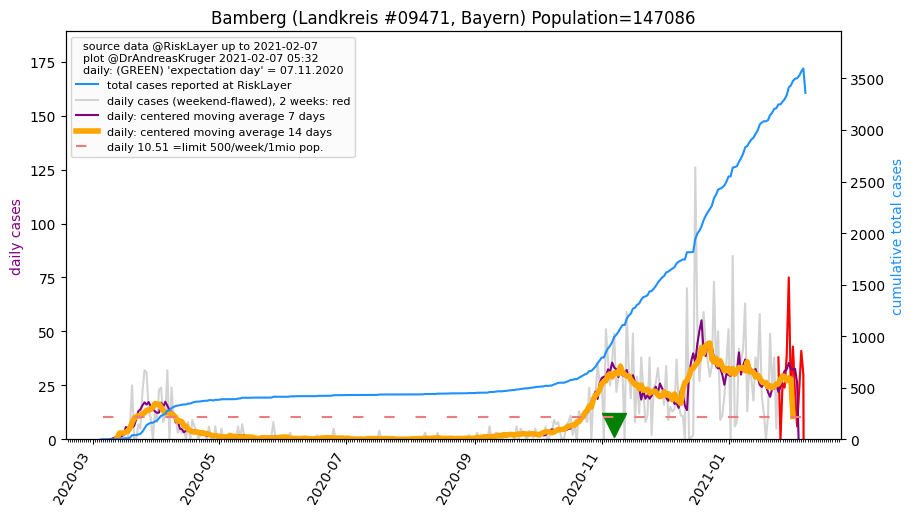 Bamberg (Landkreis #09471, Bayern) Population=147086
source data @RiskLayer up to 2021-02-07
plot @DrAndreasKruger 2021-02-07 05:32
daily: (GREEN) 'expectation day' = 07.11.2020
total cases reported at RiskLayer
daily cases (weekend-flawed), 2 weeks: red
daily: centered moving average 7 days
daily: centered moving average 14 days
daily 10.51 =limit 500/week/1mio pop.
daily cases
175
150
125
100
75
50
25
0
cumulative total cases
3500
3000
2500
2000
1500
1000
500
0
2020-03
2020-05
2020-07
2020-09
2020-11
2021-01